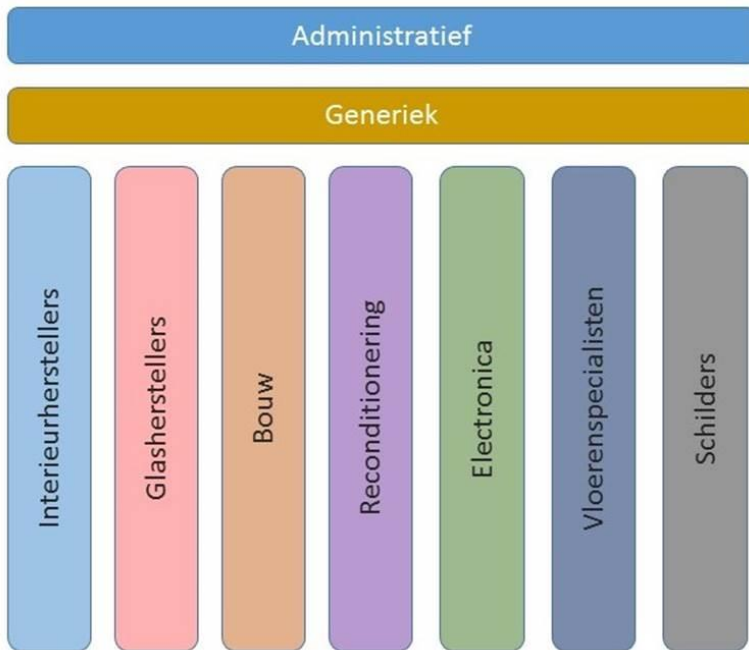 Administratief
Generiek
Interieurherstellers
Glasherstellers
Bouw
Reconditionering
Electronica
Vloerenspecialisten
Schilders